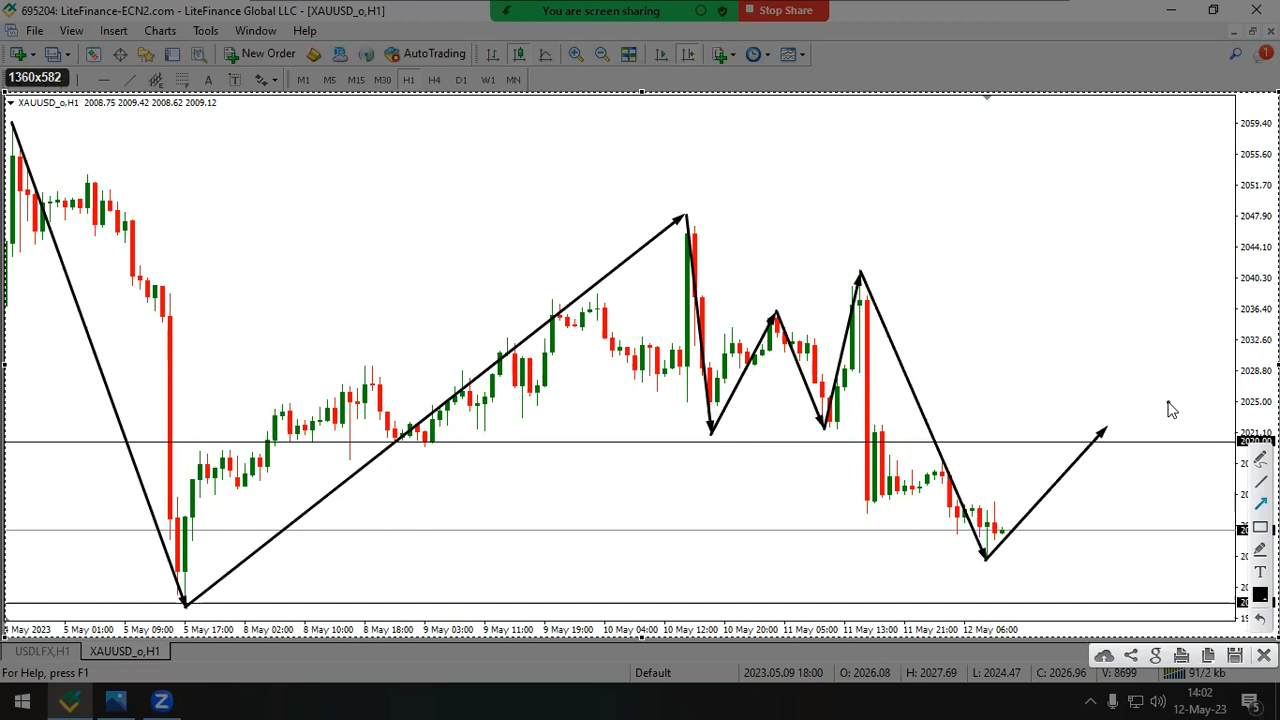 695204: LiteFinance-ECN2.com - LiteFinance Global LLC - [XAUUSD_o,H1]
You are screen sharing
Stop Share
File View Insert Charts Tools Window Help
New Order
AutoTrading
1
1360x582
A T
M1 M5 M15 M30 H1 H4 D1 W1 MN
XAUUSD_o,H1 2008.75 2009.42 2008.62 2009.12
2059.40
2055.60
2051.70
2047.90
2044.10
2040.30
2036.40
2032.60
2028.80
2025.00
2021.10
2020.00
T
May 2023 5 May 01:00 5 May 09:00 5 May 17:00 8 May 02:00 8 May 10:00 8 May 18:00 9 May 03:00 9 May 11:00 9 May 19:00 10 May 04:00 10 May 12:00 10 May 20:00 11 May 05:00 11 May 13:00 11 May 21:00 12 May 06:00
USDLFX,H1 XAUUSD_o,H1
g
For Help, press F1
Default
2023.05.09 18:00 O: 2026.08 H: 2027.69 L: 2024.47 C: 2026.96 V: 8699 91/2 kb
14:02
12-May-23
5